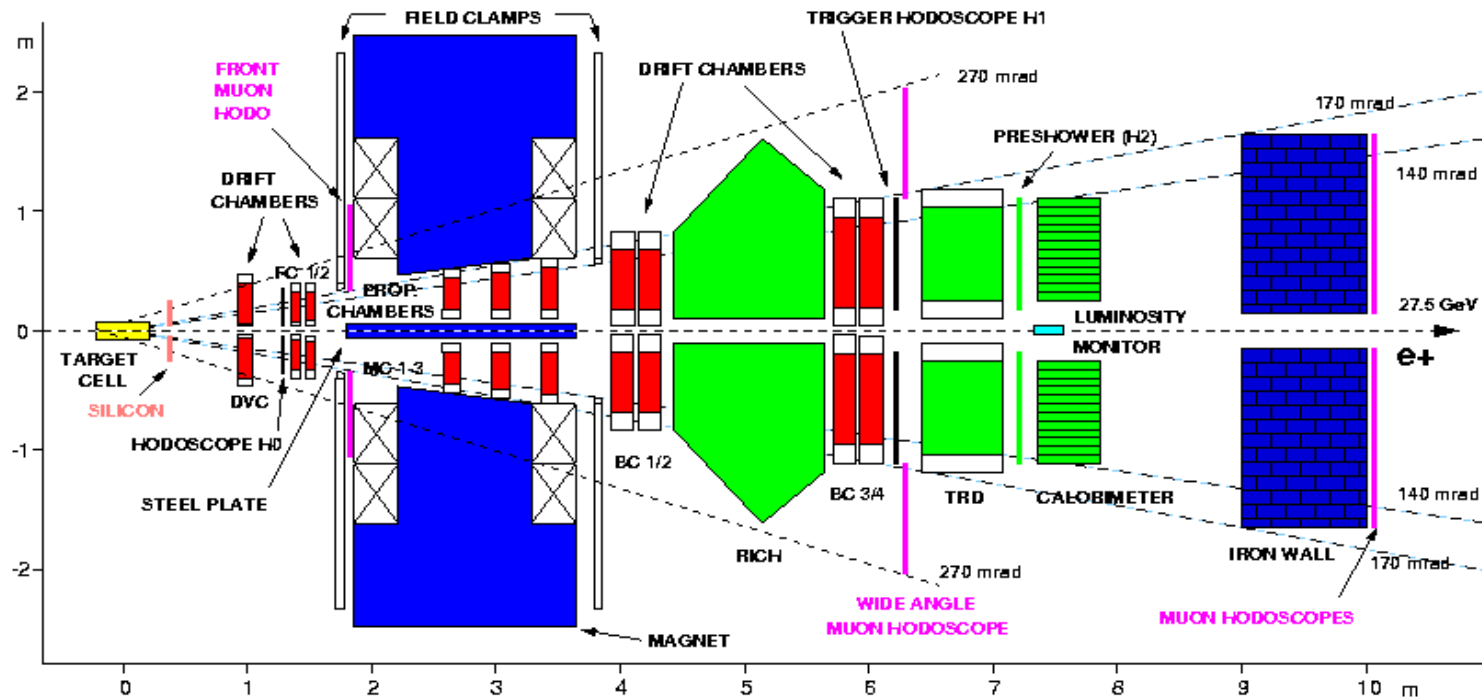 FIELD CLAMPS
TRIGGER HODOSCOPE H1
m
FRONT
MUON
HODO
DRIFT CHAMBERS
270 mrad
2
170 mrad
PRESHOWER (H2)
140 mrad
DRIFT
CHAMBERS
1
FC 1/2
PROP.
CHAMBERS
27.5 GeV
0
LUMINOSITY
MONITOR
e+
TARGET
CELL
MC 1-3
SILICON
DVC
HODOSCOPE H0
-1
BC 1/2
STEEL PLATE
BC 3/4
TRD
CALORIMETER
140 mrad
RICH
IRON WALL
170 mrad
-2
270 mrad
WIDE ANGLE
MUON HODOSCOPE
MUON HODOSCOPES
MAGNET
0 1 2 3 4 5 6 7 8 9 10 m